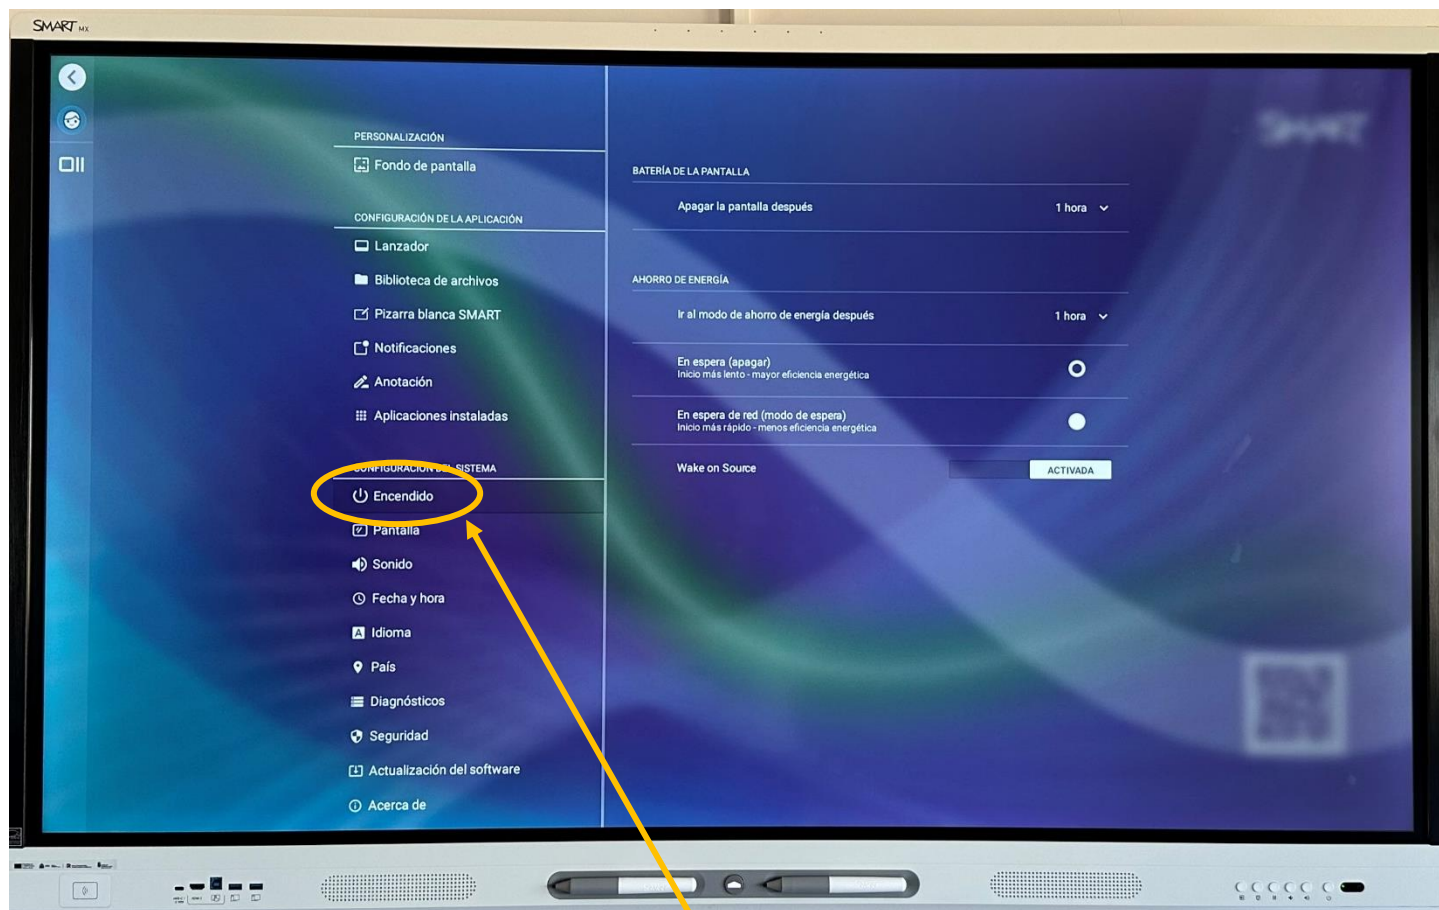 SMART MX
SMART
PERSONALIZACIÓN
Fondo de pantalla
CONFIGURACIÓN DE LA APLICACIÓN
Lanzador
Biblioteca de archivos
Pizarra blanca SMART
Notificaciones
Anotación
Aplicaciones instaladas
CONFIGURACIÓN DEL SISTEMA
Encendido
Pantalla
Sonido
Fecha y hora
Idioma
País
Diagnósticos
Seguridad
Actualización del software
Acerca de
BATERÍA DE LA PANTALLA
Apagar la pantalla después 1 hora
AHORRO DE ENERGÍA
Ir al modo de ahorro de energía después 1 hora
En espera (apagar)
Inicio más lento - mayor eficiencia energética
En espera de red (modo de espera)
Inicio más rápido - menos eficiencia energética
Wake on Source ACTIVADA